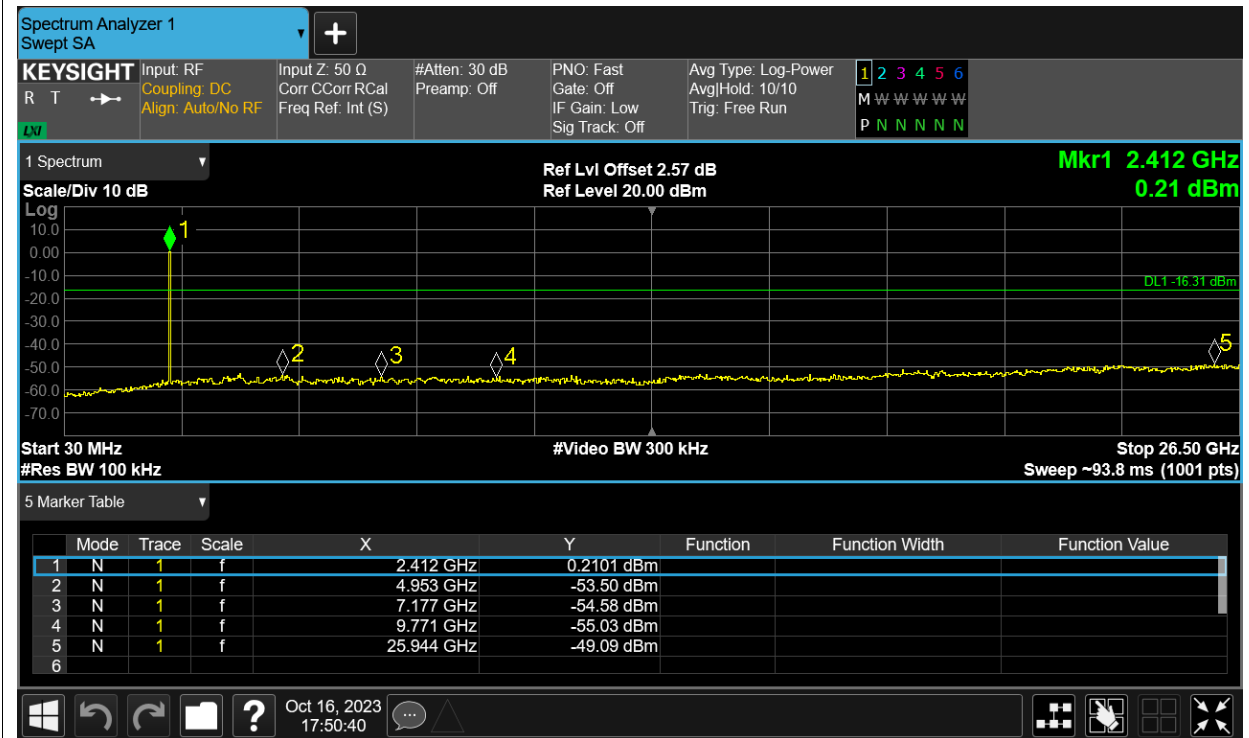 Spectrum Analyzer 1
Swept SA
KEYSIGHT
R T
LXI
Input: RF
Coupling: DC
Align: Auto/No RF
Input Z: 50 Ω
Corr CCorr RCal
Freq Ref: Int (S)
#Atten: 30 dB
Preamp: Off
PNO: Fast
Gate: Off
IF Gain: Low
Sig Track: Off
Avg Type: Log-Power
Avg|Hold: 10/10
Trig: Free Run
1 2 3 4 5 6
M W W W W W
P N N N N N
1 Spectrum
Scale/Div 10 dB
Ref Lvl Offset 2.57 dB
Ref Level 20.00 dBm
Mkr1 2.412 GHz
0.21 dBm
Log
10.0
0.00
-10.0
-20.0
-30.0
-40.0
-50.0
-60.0
-70.0
1
DL1 -16.31 dBm
2
3
4
5
Start 30 MHz
#Res BW 100 kHz
#Video BW 300 kHz
Stop 26.50 GHz
Sweep ~93.8 ms (1001 pts)
5 Marker Table
Mode Trace Scale X Y Function Function Width Function Value
1 N 1 f 2.412 GHz 0.2101 dBm
2 N 1 f 4.953 GHz -53.50 dBm
3 N 1 f 7.177 GHz -54.58 dBm
4 N 1 f 9.771 GHz -55.03 dBm
5 N 1 f 25.944 GHz -49.09 dBm
6
?
Oct 16, 2023
17:50:40